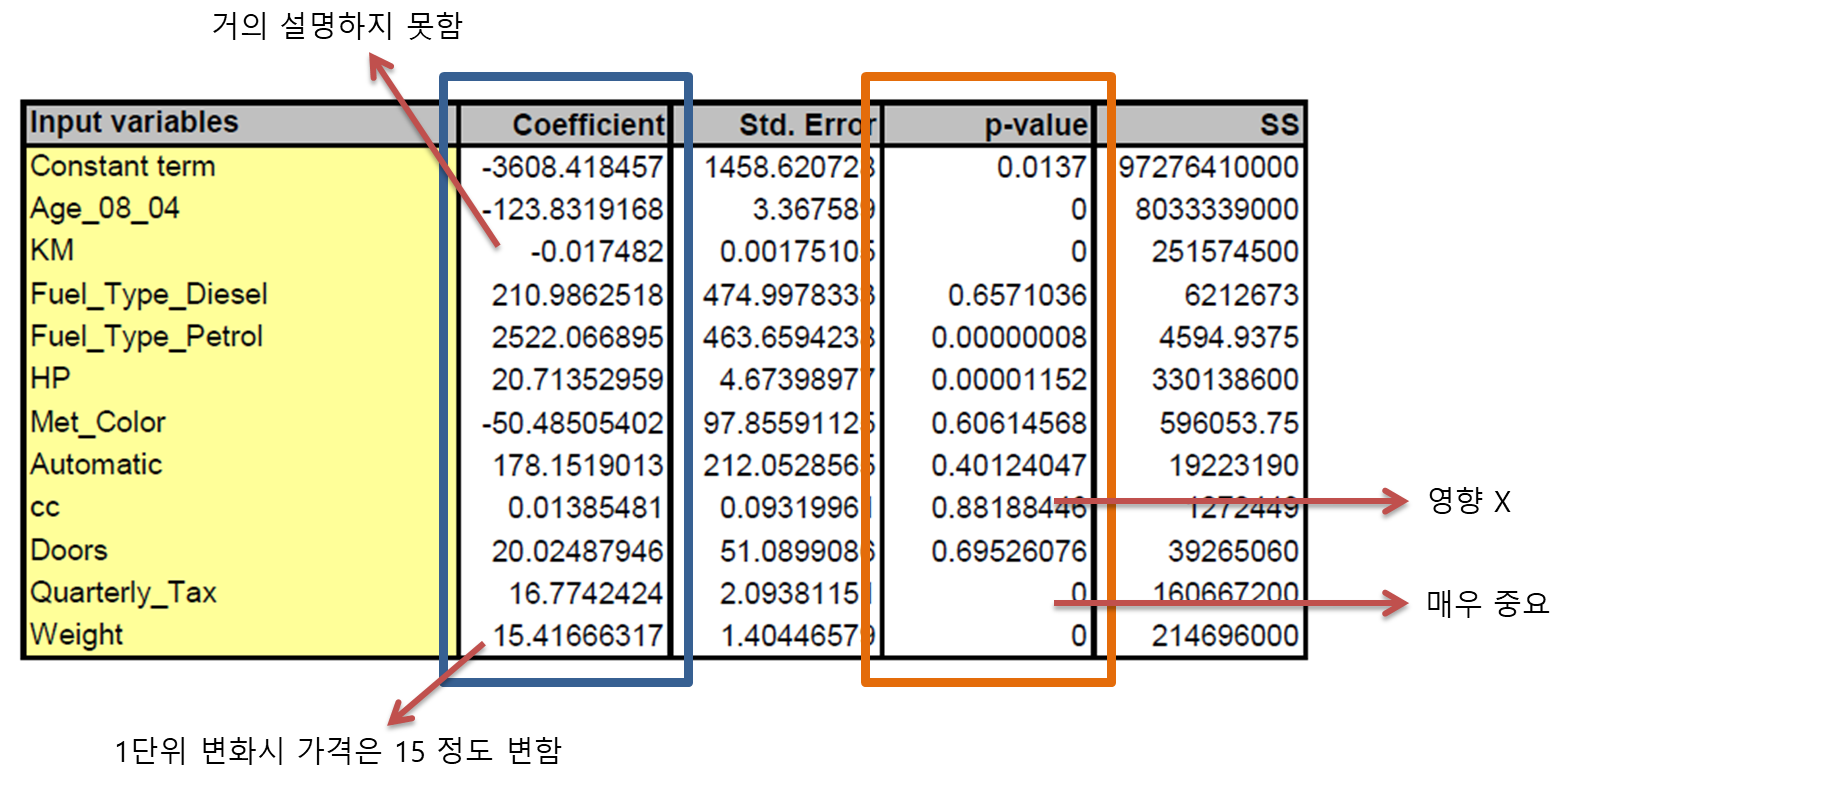 거의 설명하지 못함
Input variables Coefficient Std. Error p-value SS
Constant term -3608.418457 1458.620728 0.0137 97276410000
Age_08_04 -123.8319168 3.367589 0 8033339000
KM -0.017482 0.00175105 0 251574500
Fuel_Type_Diesel 210.9862518 474.9978333 0.6571036 6212673
Fuel_Type_Petrol 2522.066895 463.6594238 0.00000008 4594.9375
HP 20.71352959 4.67398977 0.00001152 330138600
Met_Color -50.48505402 97.85591125 0.60614568 596053.75
Automatic 178.1519013 212.0528565 0.40124047 19223190
cc 0.01385481 0.09319961 0.88188446 1272449 영향 X
Doors 20.02487946 51.0899086 0.69526076 39265060
Quarterly_Tax 16.7742424 2.09381151 0 160667200 매우 중요
Weight 15.41666317 1.40446579 0 214696000
1단위 변화시 가격은 15 정도 변함